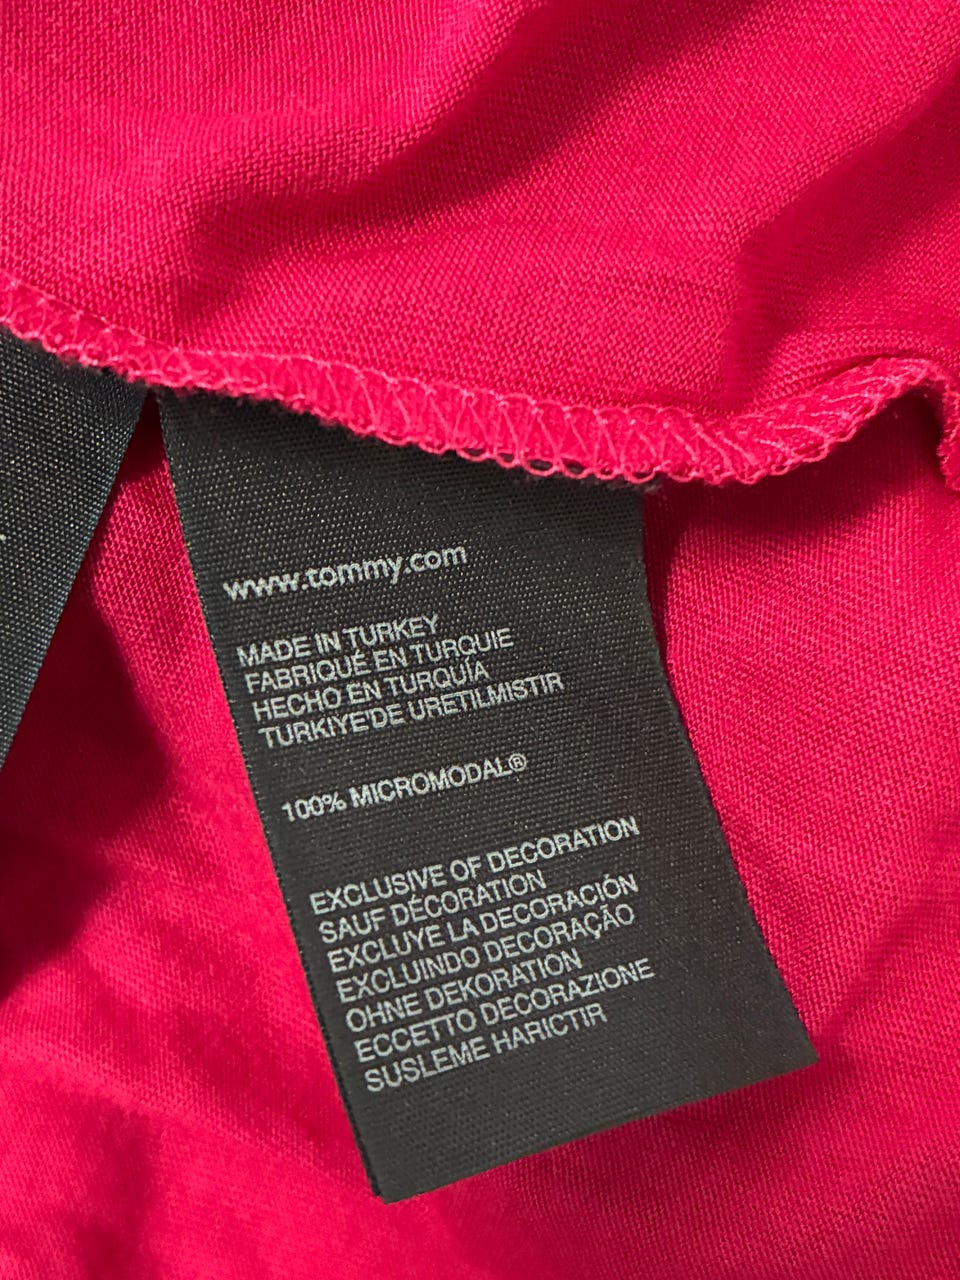 www.tommy.com
MADE IN TURKEY
FABRIQUÉ EN TURQUIE
HECHO EN TURQUÍA
TURKIYE'DE URETILMISTIR
100% MICROMODAL®
EXCLUSIVE OF DECORATION
SAUF DÉCORATION
EXCLUYE LA DECORACIÓN
EXCLUINDO DECORAÇÃO
OHNE DEKORATION
ECCETTO DECORAZIONE
SUSLEME HARICTIR